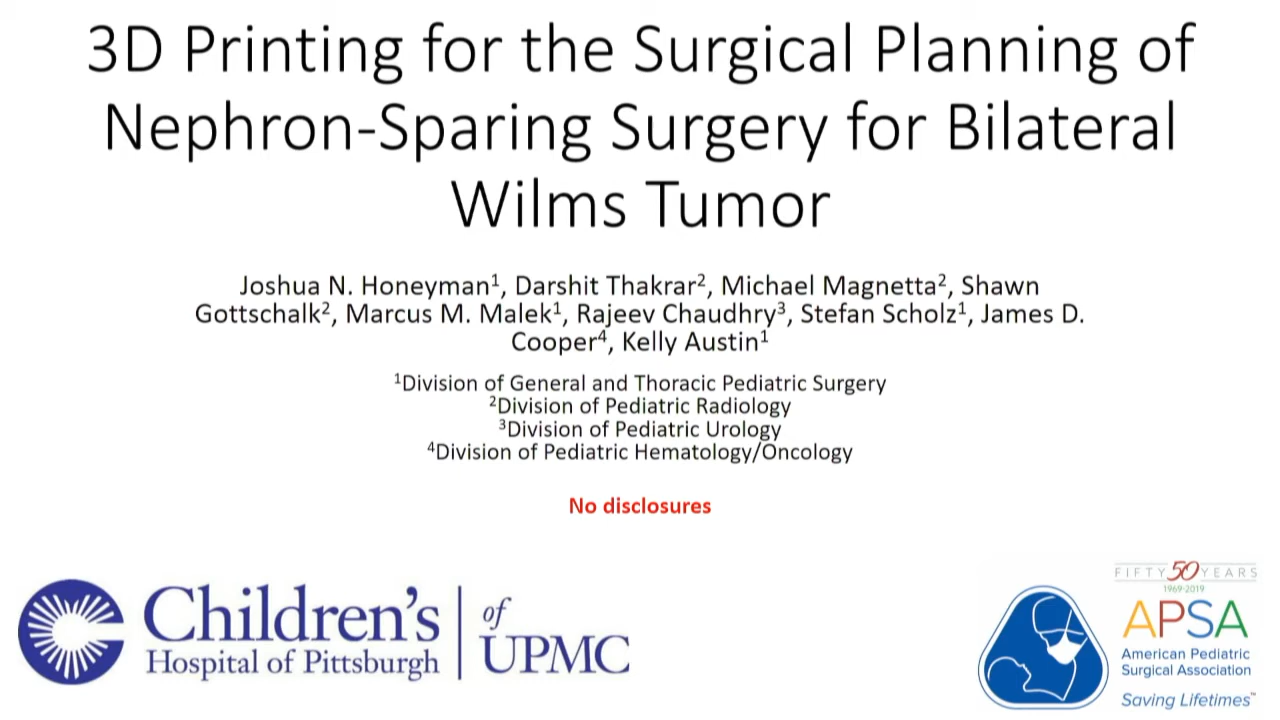 3D Printing for the Surgical Planning of
Nephron-Sparing Surgery for Bilateral
Wilms Tumor
Joshua N. Honeyman¹, Darshit Thakrar², Michael Magnetta², Shawn
Gottschalk², Marcus M. Malek¹, Rajeev Chaudhry³, Stefan Scholz¹, James D.
Cooper⁴, Kelly Austin¹
¹Division of General and Thoracic Pediatric Surgery
²Division of Pediatric Radiology
³Division of Pediatric Urology
⁴Division of Pediatric Hematology/Oncology
No disclosures
Children's
Hospital of Pittsburgh
of
UPMC
FIFTY 50 YEARS
1969-2019
APSA
American Pediatric
Surgical Association
Saving Lifetimes™